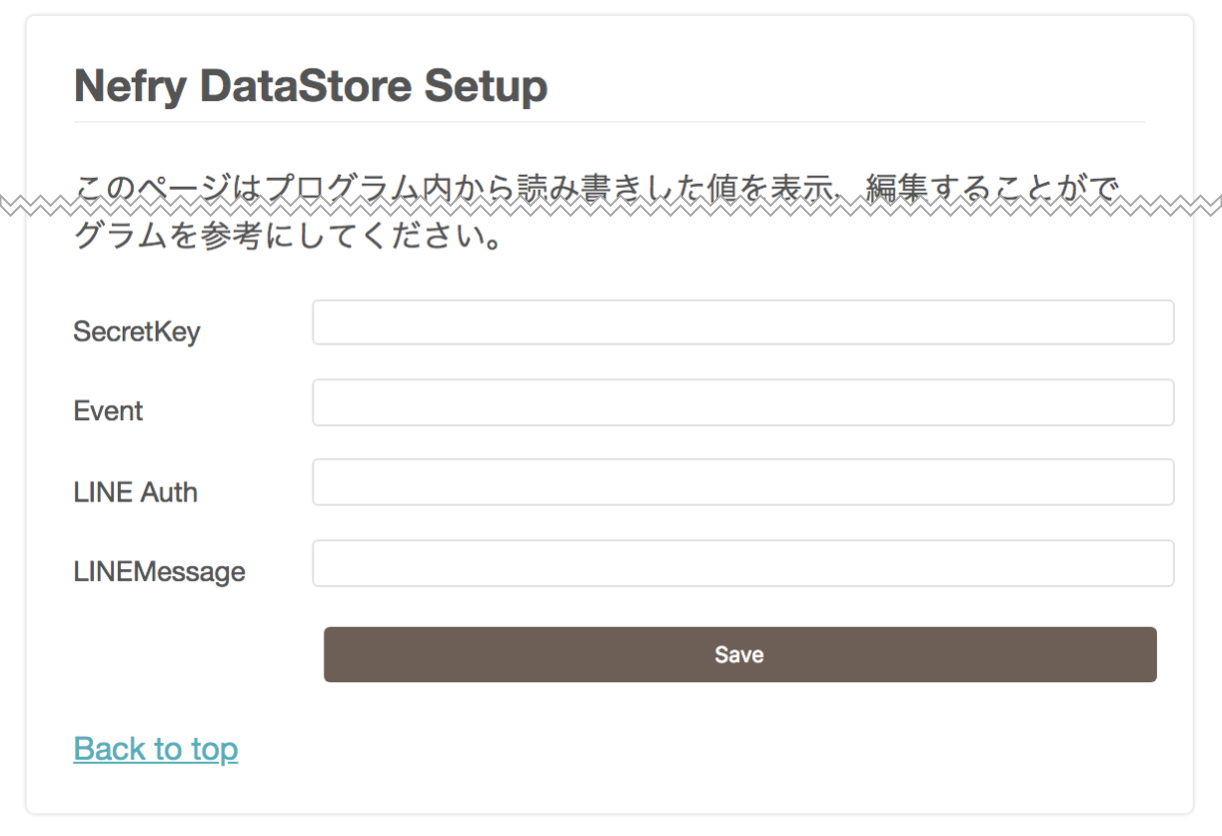 Nefry DataStore Setup
このページはプログラム内から読み書きした値を表示、編集することがで
グラムを参考にしてください。
SecretKey
Event
LINE Auth
LINEMessage
Save
Back to top